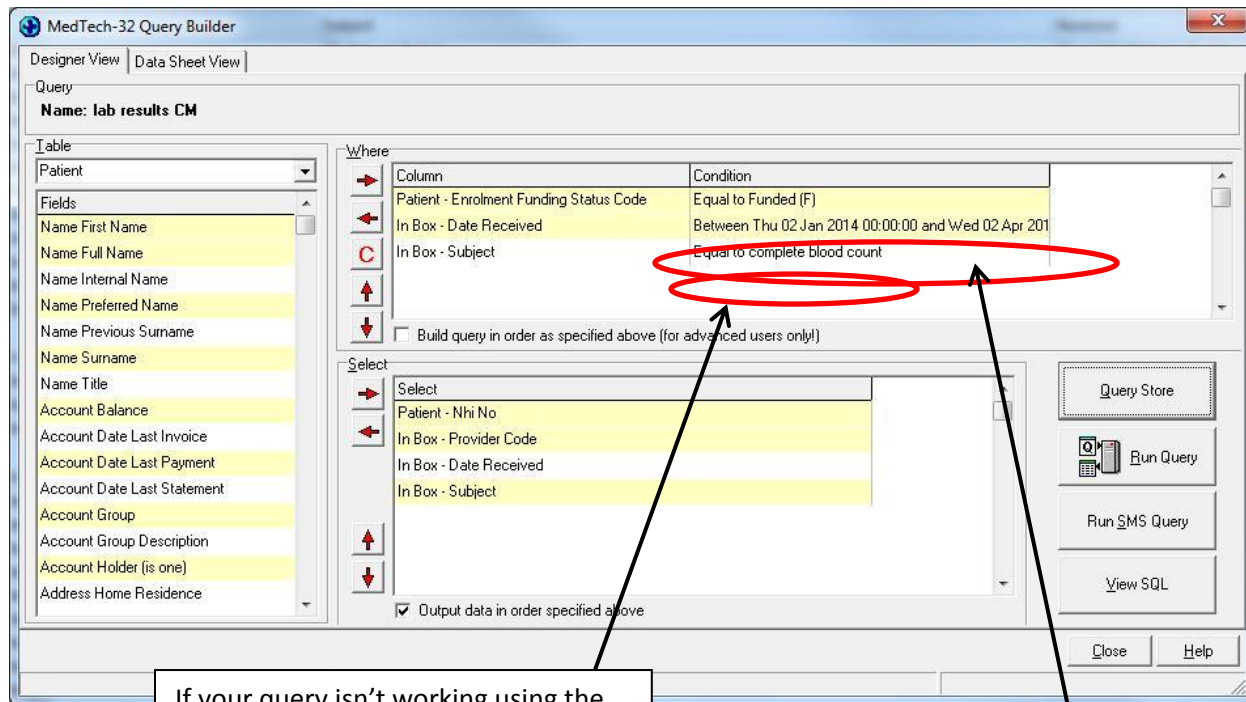 MedTech-32 Query Builder
Designer View Data Sheet View
Query
Name: lab results CM
Table
Patient
Fields
Name First Name
Name Full Name
Name Internal Name
Name Preferred Name
Name Previous Surname
Name Surname
Name Title
Account Balance
Account Date Last Invoice
Account Date Last Payment
Account Date Last Statement
Account Group
Account Group Description
Account Holder (is one)
Address Home Residence
Where
C
Column Condition
Patient - Enrolment Funding Status Code Equal to Funded (F)
In Box - Date Received Between Thu 02 Jan 2014 00:00:00 and Wed 02 Apr 201
In Box - Subject Equal to complete blood count
Build query in order as specified above (for advanced users only!)
Select
Select
Patient - Nhi No
In Box - Provider Code
In Box - Date Received
In Box - Subject
Output data in order specified above
Query Store
Q Run Query
Run SMS Query
View SQL
Close Help
If your query isn't working using the